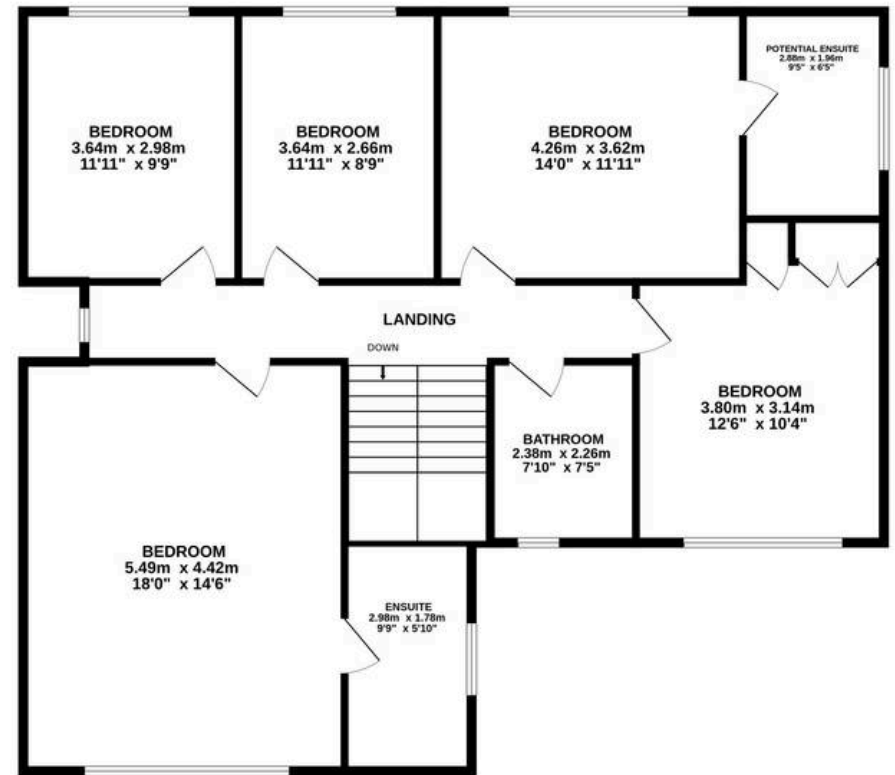 BEDROOM
3.64m x 2.98m
11'11" x 9'9"
BEDROOM
3.64m x 2.66m
11'11" x 8'9"
BEDROOM
4.26m x 3.62m
14'0" x 11'11"
POTENTIAL ENSUITE
2.88m x 1.96m
9'5" x 6'5"
LANDING
DOWN
BEDROOM
3.80m x 3.14m
12'6" x 10'4"
BATHROOM
2.38m x 2.26m
7'10" x 7'5"
BEDROOM
5.49m x 4.42m
18'0" x 14'6"
ENSUITE
2.98m x 1.78m
9'9" x 5'10"